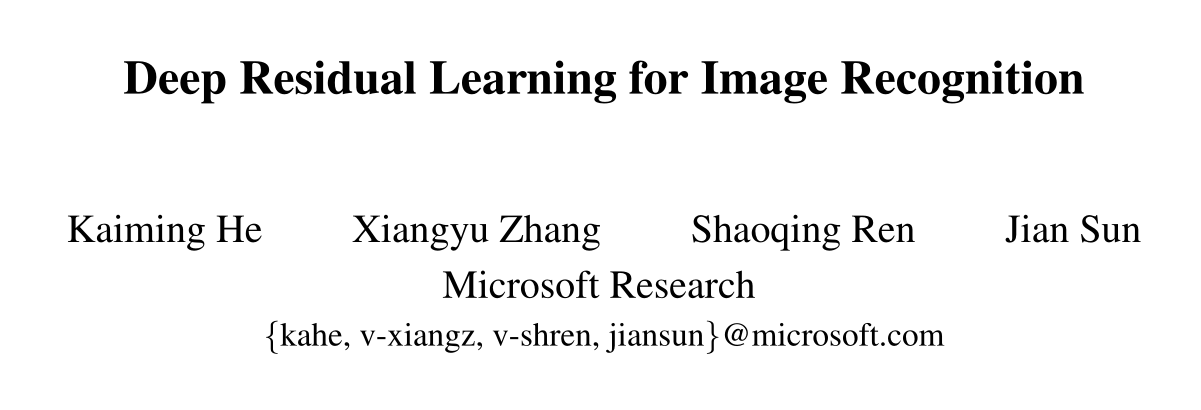 Deep Residual Learning for Image Recognition
Kaiming He Xiangyu Zhang Shaoqing Ren Jian Sun
Microsoft Research
{kahe, v-xiangz, v-shren, jiansun}@microsoft.com